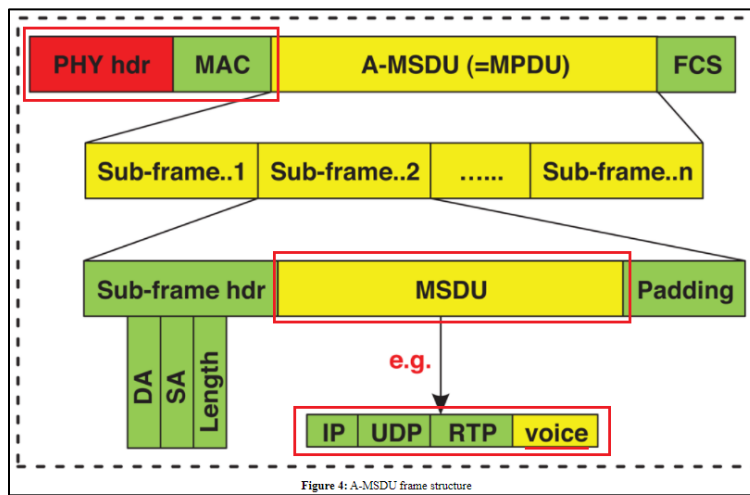 PHY hdr MAC A-MSDU (=MPDU) FCS
Sub-frame..1 Sub-frame..2 ...... Sub-frame..n
Sub-frame hdr MSDU Padding
DA SA Length
e.g.
IP UDP RTP voice
Figure 4: A-MSDU frame structure